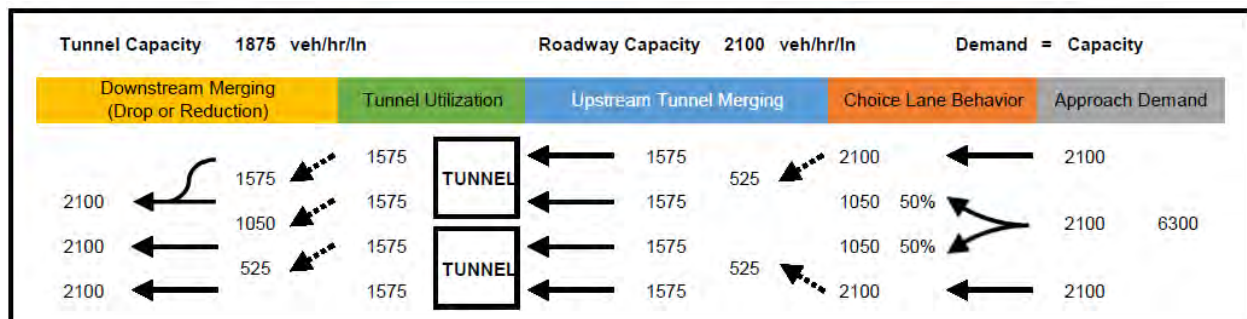 Tunnel Capacity 1875 veh/hr/ln Roadway Capacity 2100 veh/hr/ln Demand = Capacity
Downstream Merging
(Drop or Reduction)
Tunnel Utilization
Upstream Tunnel Merging
Choice Lane Behavior
Approach Demand
1575 1575 2100 2100
1575 TUNNEL 525
2100 1575 1575 1050 50%
1050 2100 6300
2100 1575 1575 1050 50%
525 TUNNEL 525
2100 1575 1575 2100 2100